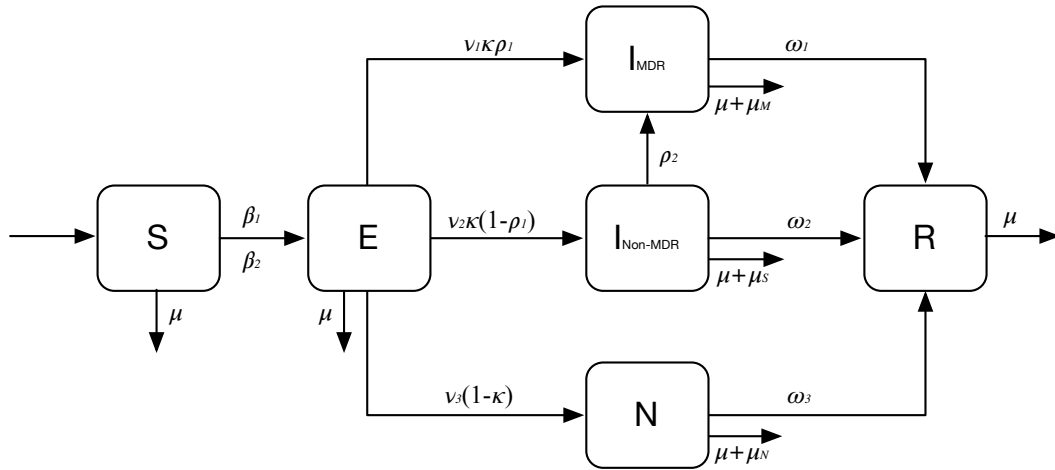 ν₁κρ₁
I_MDR
ω₁
μ+μ_M
ρ₂
S
β₁
β₂
E
ν₂κ(1-ρ₁)
I_Non-MDR
ω₂
μ+μ_S
R
μ
μ
μ
ν₃(1-κ)
N
ω₃
μ+μ_N